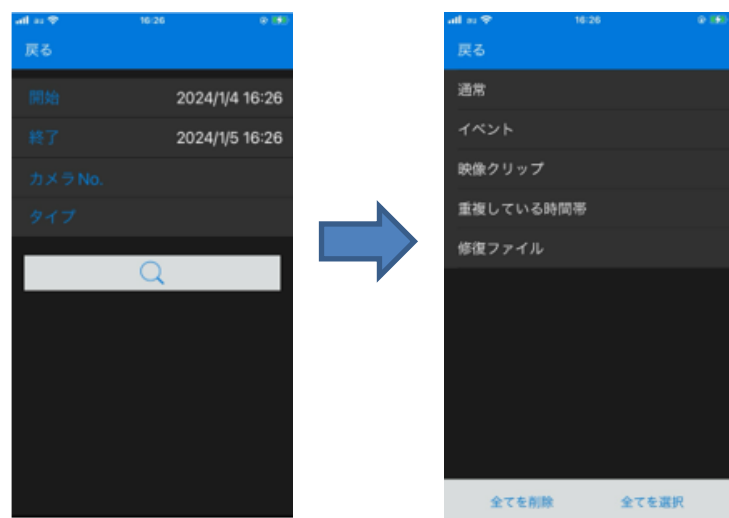 au 16:26
戻る
開始 2024/1/4 16:26
終了 2024/1/5 16:26
カメラNo.
タイプ
au 16:26
戻る
通常
イベント
映像クリップ
重複している時間帯
修復ファイル
全てを削除 全てを選択